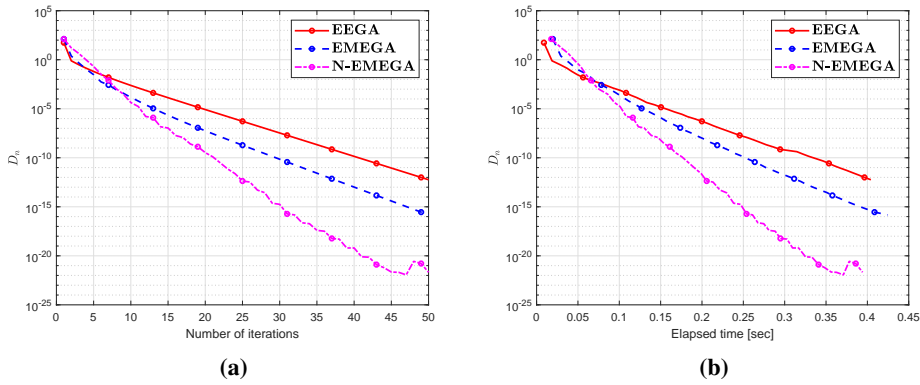 10^5
10^0
10^-5
10^-10
10^-15
10^-20
10^-25
D_n
0 5 10 15 20 25 30 35 40 45 50
Number of iterations
EEGA
EMEGA
N-EMEGA
(a)
10^5
10^0
10^-5
10^-10
10^-15
10^-20
10^-25
D_n
0 0.05 0.1 0.15 0.2 0.25 0.3 0.35 0.4 0.45
Elapsed time [sec]
EEGA
EMEGA
N-EMEGA
(b)